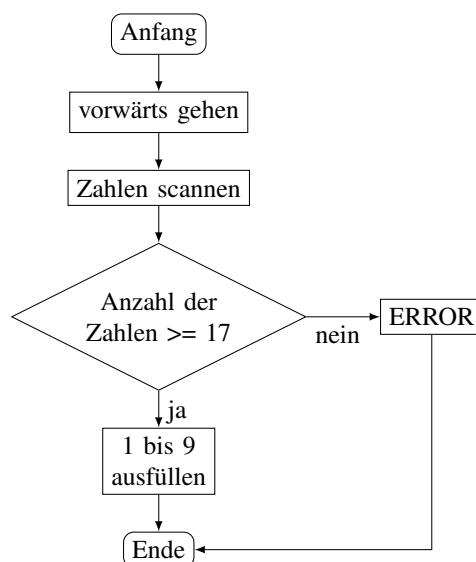 Anfang
vorwärts gehen
Zahlen scannen
Anzahl der
Zahlen >= 17
nein
ERROR
ja
1 bis 9
ausfüllen
Ende